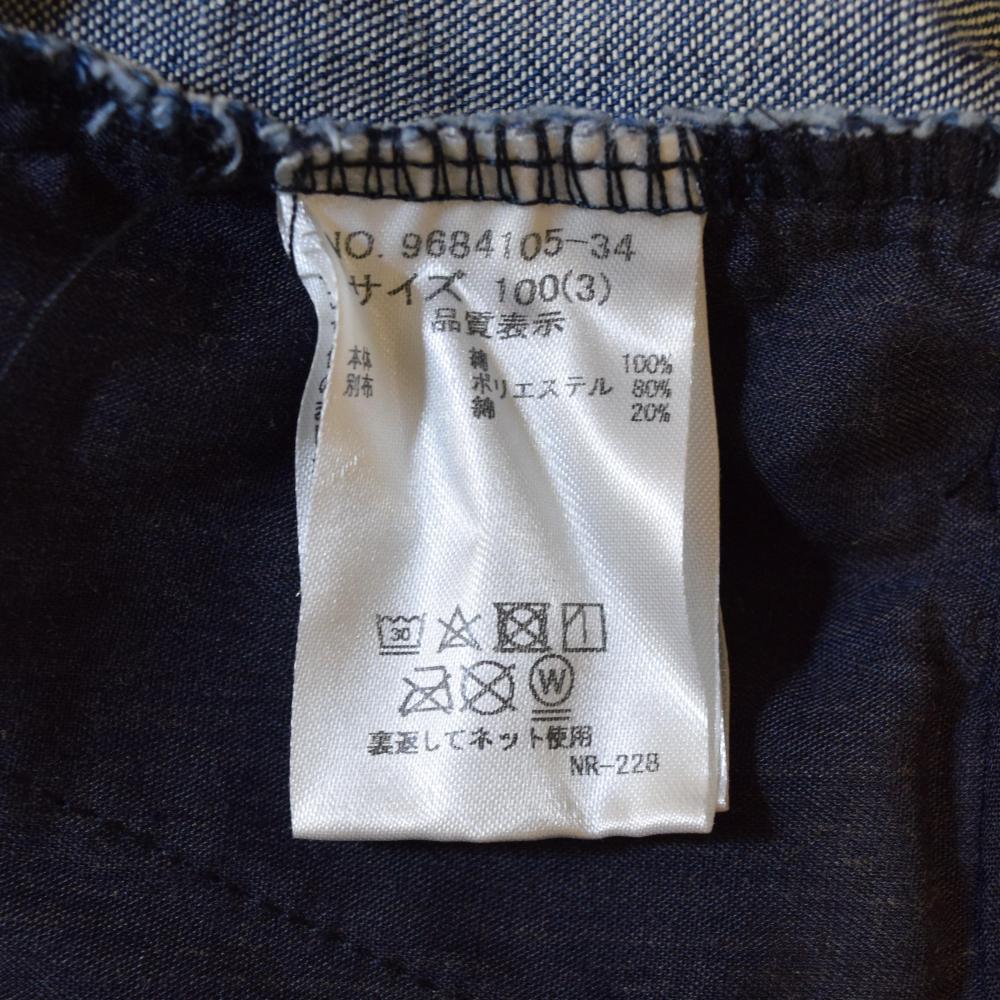 NO. 9684105-34
サイズ 100(3)
品質表示
本体 綿 100%
別布 ポリエステル 80%
綿 20%
30
W
裏返してネット使用
NR-228